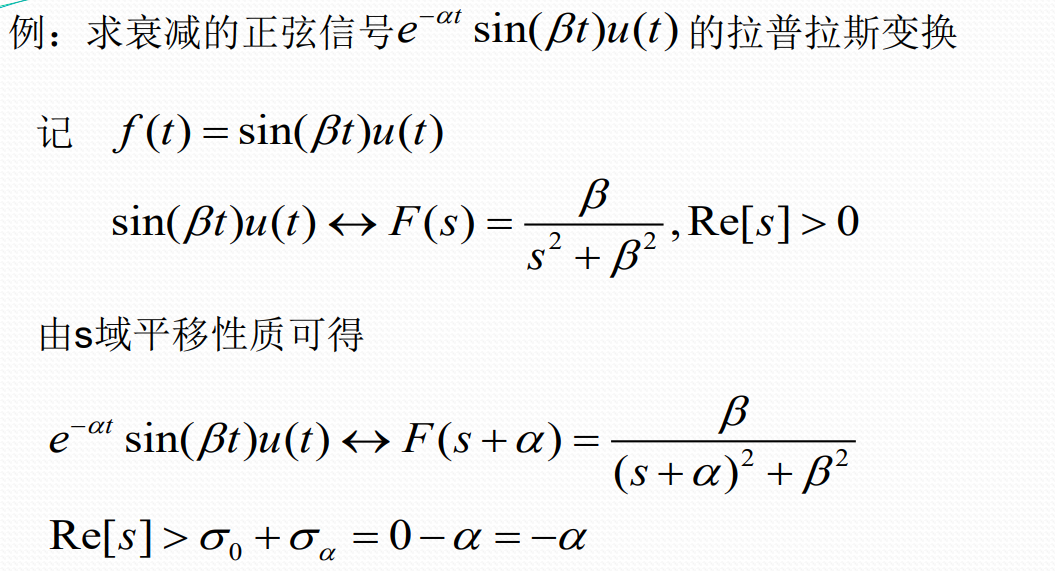 例：求衰减的正弦信号$e^{-\alpha t}\sin(\beta t)u(t)$的拉普拉斯变换
记 $f(t)=\sin(\beta t)u(t)$
$\sin(\beta t)u(t)\leftrightarrow F(s)=\frac{\beta}{s^2+\beta^2},\mathrm{Re}[s]>0$
由s域平移性质可得
$e^{-\alpha t}\sin(\beta t)u(t)\leftrightarrow F(s+\alpha)=\frac{\beta}{(s+\alpha)^2+\beta^2}$
$\mathrm{Re}[s]>\sigma_0+\sigma_\alpha=0-\alpha=-\alpha$